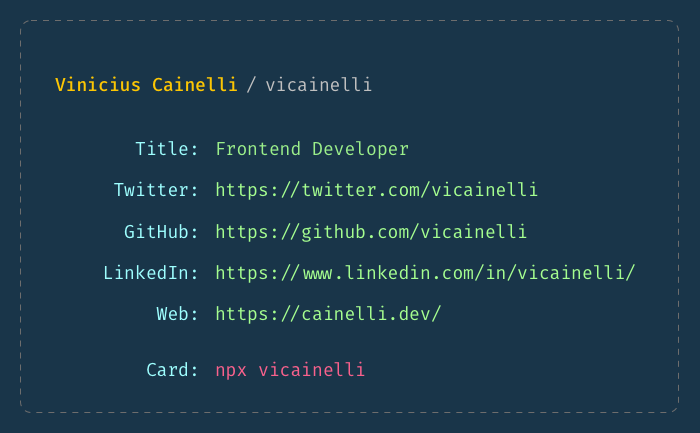 Vinicius Cainelli / vicainelli
Title: Frontend Developer
Twitter: https://twitter.com/vicainelli
GitHub: https://github.com/vicainelli
LinkedIn: https://www.linkedin.com/in/vicainelli/
Web: https://cainelli.dev/
Card: npx vicainelli